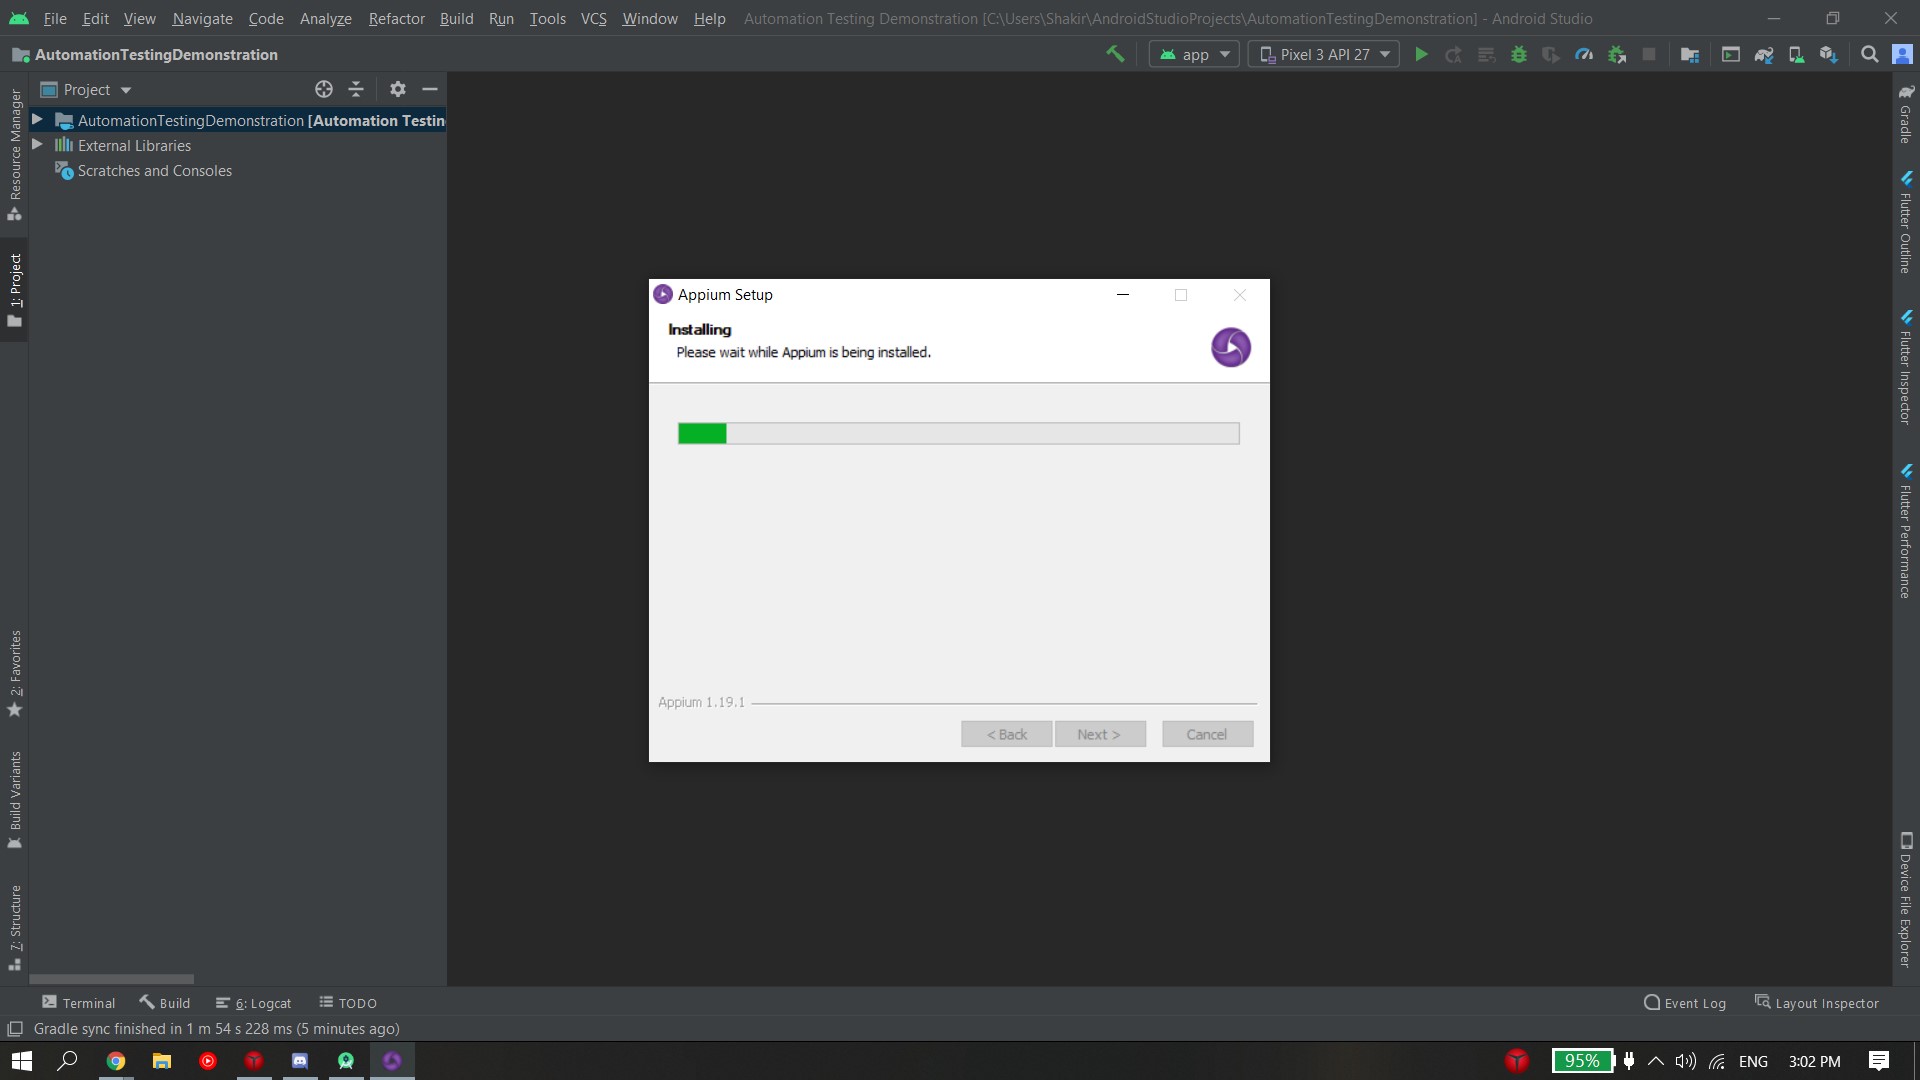 File Edit View Navigate Code Analyze Refactor Build Run Tools VCS Window Help Automation Testing Demonstration [C:\Users\Shakir\AndroidStudioProjects\AutomationTestingDemonstration] - Android Studio
AutomationTestingDemonstration
app
Pixel 3 API 27
Project
AutomationTestingDemonstration [Automation Testin
External Libraries
Scratches and Consoles
Resource Manager
1: Project
2: Favorites
Build Variants
7: Structure
Appium Setup
Installing
Please wait while Appium is being installed.
Appium 1.19.1
< Back
Next >
Cancel
Gradle
Flutter Outline
Flutter Inspector
Flutter Performance
Device File Explorer
Terminal
Build
6: Logcat
TODO
Event Log
Layout Inspector
Gradle sync finished in 1 m 54 s 228 ms (5 minutes ago)
95%
ENG
3:02 PM